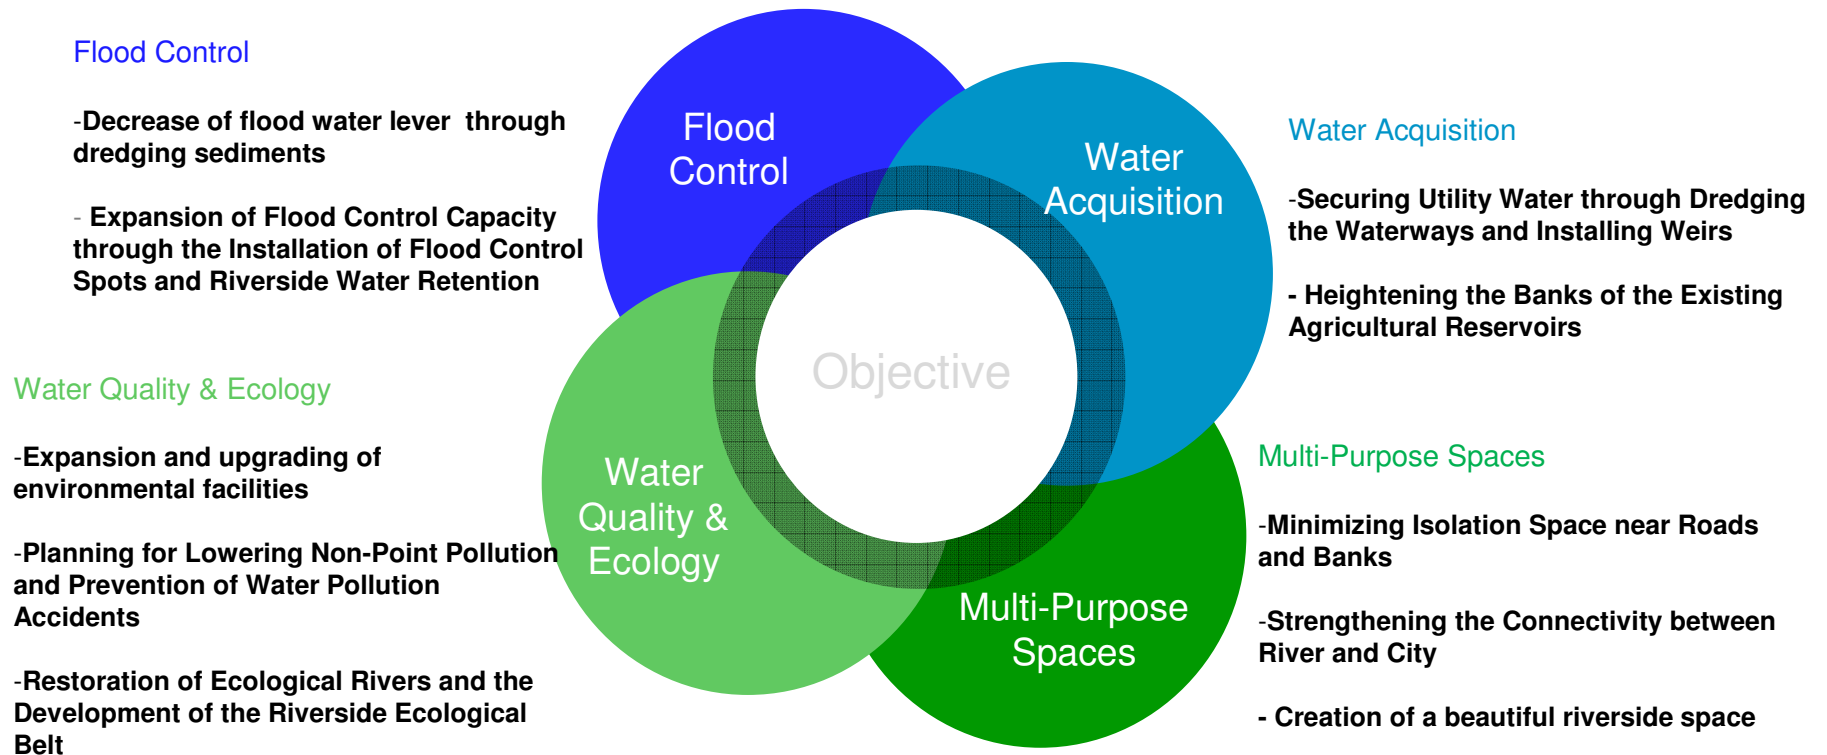 Flood Control
-Decrease of flood water lever  through
dredging sediments
- Expansion of Flood Control Capacity
through the Installation of Flood Control
Spots and Riverside Water Retention
Water Quality & Ecology
-Expansion and upgrading of
environmental facilities
-Planning for Lowering Non-Point Pollution
and Prevention of Water Pollution
Accidents
-Restoration of Ecological Rivers and the
Development of the Riverside Ecological
Belt
Flood
Control
Water
Acquisition
Objective
Water
Quality &
Ecology
Multi-Purpose
Spaces
Water Acquisition
-Securing Utility Water through Dredging
the Waterways and Installing Weirs
- Heightening the Banks of the Existing
Agricultural Reservoirs
Multi-Purpose Spaces
-Minimizing Isolation Space near Roads
and Banks
-Strengthening the Connectivity between
River and City
- Creation of a beautiful riverside space